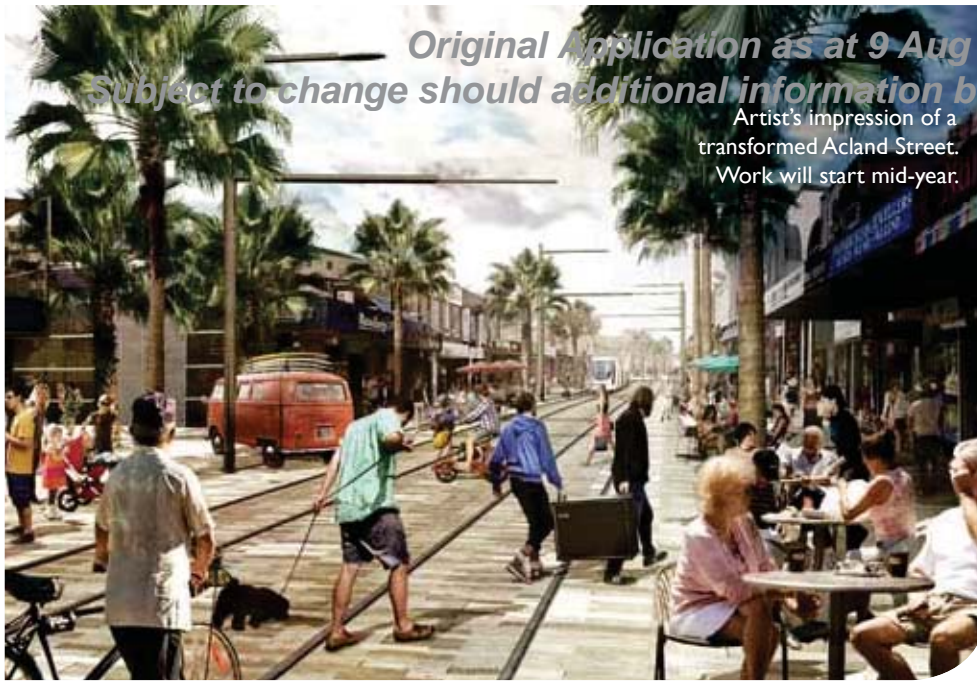 Original Application as at 9 Aug
Subject to change should additional information b
Artist's impression of a
transformed Acland Street.
Work will start mid-year.